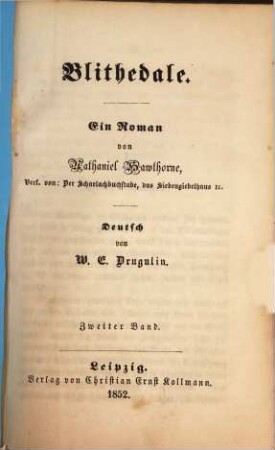 Blithedale.
Ein Roman
von
Nathaniel Hawthorne,
Verf. von: Der Scharlachbuchstabe, das Siebengiebelhaus ꝛc.
Deutsch
von
W. E. Drugulin.
Zweiter Band.
Leipzig.
Verlag von Christian Ernst Kollmann.
1852.